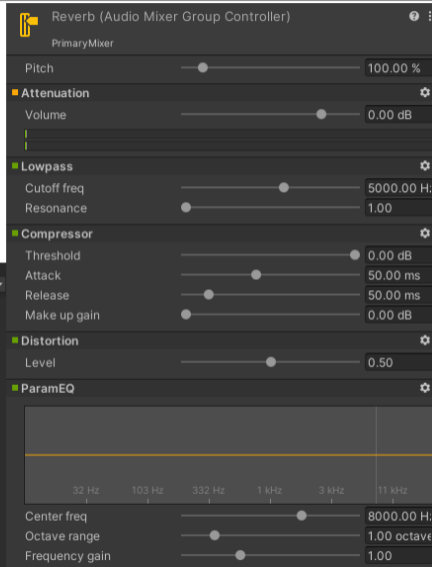 Reverb (Audio Mixer Group Controller)
PrimaryMixer
Pitch 100.00 %
Attenuation
Volume 0.00 dB
Lowpass
Cutoff freq 5000.00 H:
Resonance 1.00
Compressor
Threshold 0.00 dB
Attack 50.00 ms
Release 50.00 ms
Make up gain 0.00 dB
Distortion
Level 0.50
ParamEQ
32 Hz 103 Hz 332 Hz 1 kHz 3 kHz 11 kHz
Center freq 8000.00 H:
Octave range 1.00 octave
Frequency gain 1.00